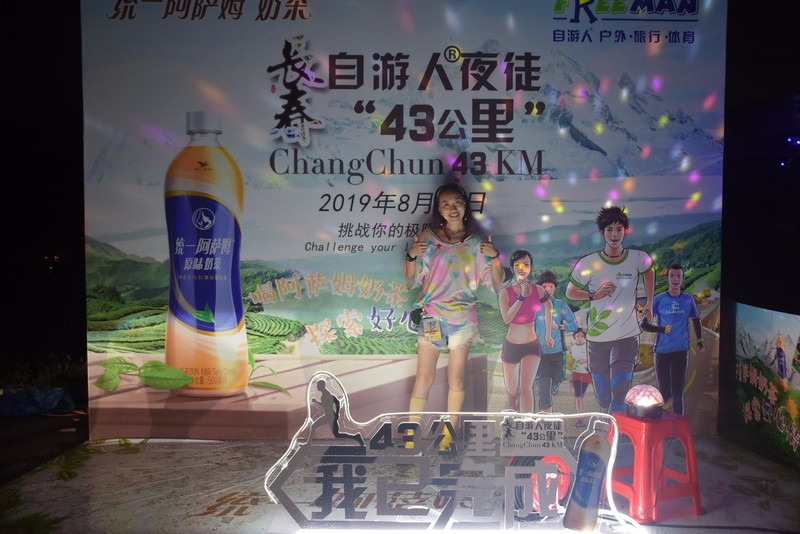 统一阿萨姆 奶茶
FREEMAN
自游人 户外·旅行·体育
长春
自游人®夜徒
“43公里”
ChangChun 43 KM
2019年8月 日
挑战你的极
Challenge your
统一阿萨姆
原味奶茶
喝阿萨姆奶茶
探索好心
43公里
我已完成
自游人夜徒
“43公里”
ChangChun 43 KM